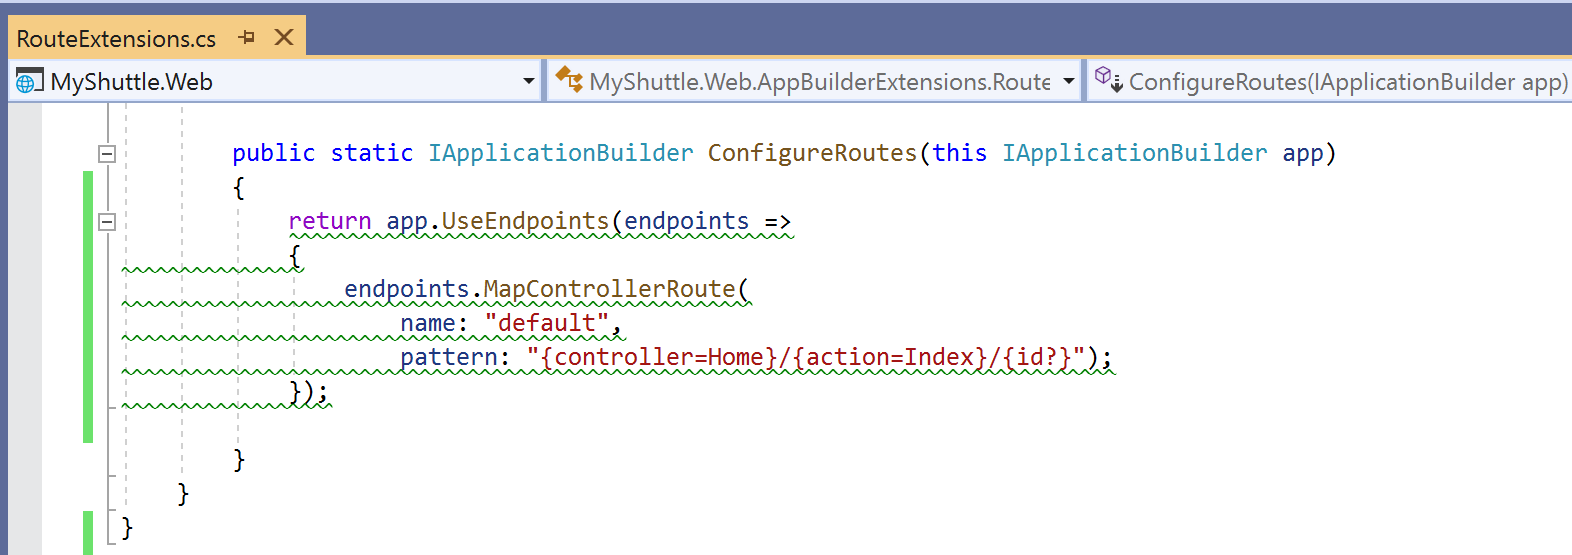 RouteExtensions.cs
MyShuttle.Web MyShuttle.Web.AppBuilderExtensions.Route ConfigureRoutes(IApplicationBuilder app)
public static IApplicationBuilder ConfigureRoutes(this IApplicationBuilder app)
{
return app.UseEndpoints(endpoints =>
{
endpoints.MapControllerRoute(
name: "default",
pattern: "{controller=Home}/{action=Index}/{id?}");
});
}
}
}